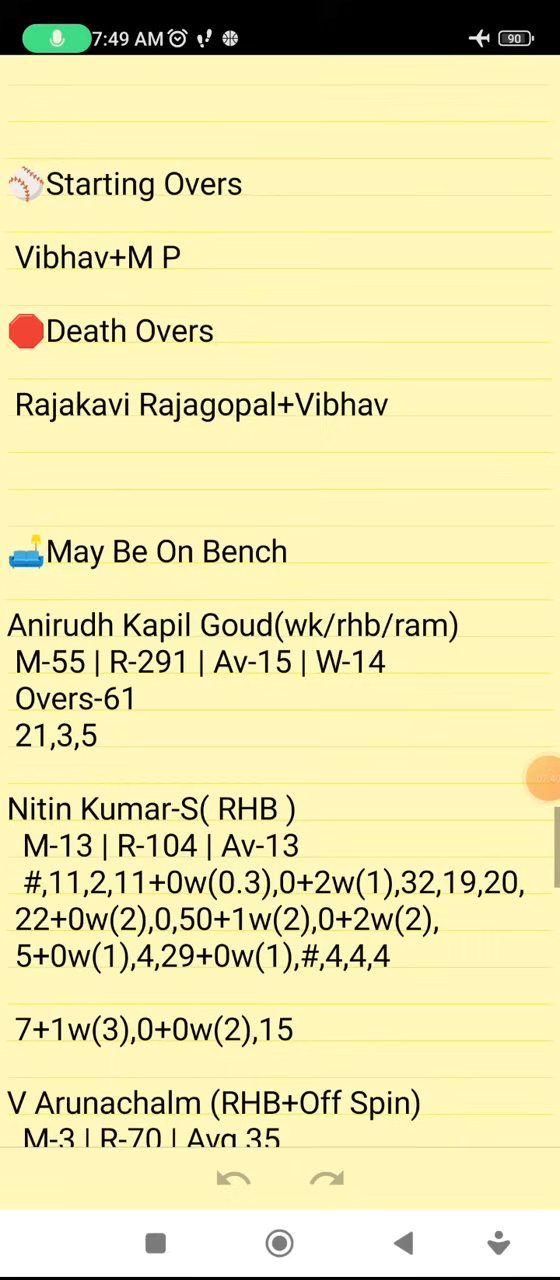 7:49 AM
90
Starting Overs
Vibhav+M P
Death Overs
Rajakavi Rajagopal+Vibhav
May Be On Bench
Anirudh Kapil Goud(wk/rhb/ram)
M-55 | R-291 | Av-15 | W-14
Overs-61
21,3,5
Nitin Kumar-S( RHB )
M-13 | R-104 | Av-13
#,11,2,11+0w(0.3),0+2w(1),32,19,20,
22+0w(2),0,50+1w(2),0+2w(2),
5+0w(1),4,29+0w(1),#,4,4,4
7+1w(3),0+0w(2),15
V Arunachalm (RHB+Off Spin)
M-3 | R-70 | Avg 35